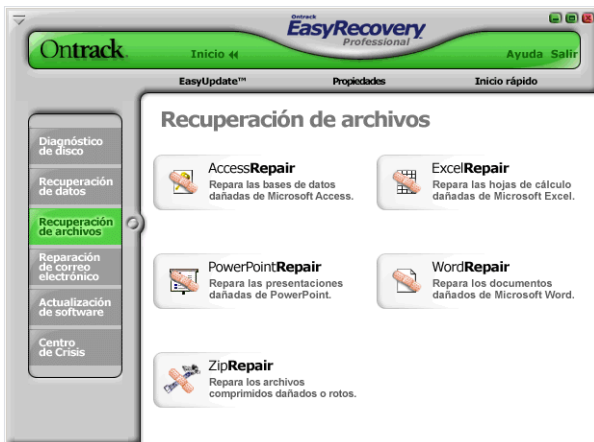 Ontrack
EasyRecovery
Professional
Ontrack
Inicio
Ayuda Salir
EasyUpdate™ Propiedades Inicio rápido
Diagnóstico
de disco
Recuperación
de datos
Recuperación
de archivos
Reparación
de correo
electrónico
Actualización
de software
Centro
de Crisis
Recuperación de archivos
AccessRepair
Repara las bases de datos
dañadas de Microsoft Access.
ExcelRepair
Repara las hojas de cálculo
dañadas de Microsoft Excel.
PowerPointRepair
Repara las presentaciones
dañadas de PowerPoint.
WordRepair
Repara los documentos
dañados de Microsoft Word.
ZipRepair
Repara los archivos
comprimidos dañados o rotos.